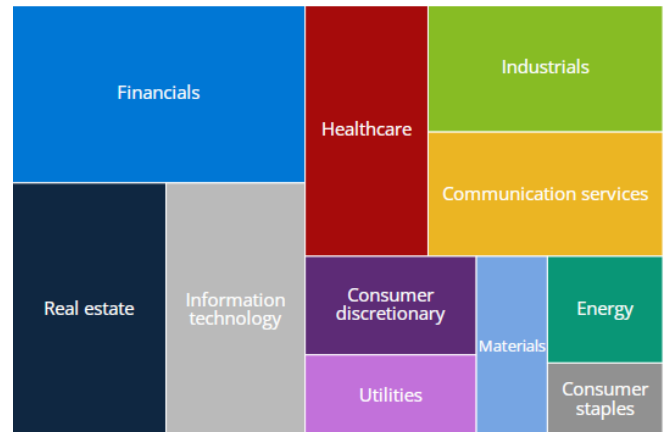 Financials
Healthcare
Industrials
Communication services
Real estate
Information
technology
Consumer
discretionary
Materials
Energy
Utilities
Consumer
staples